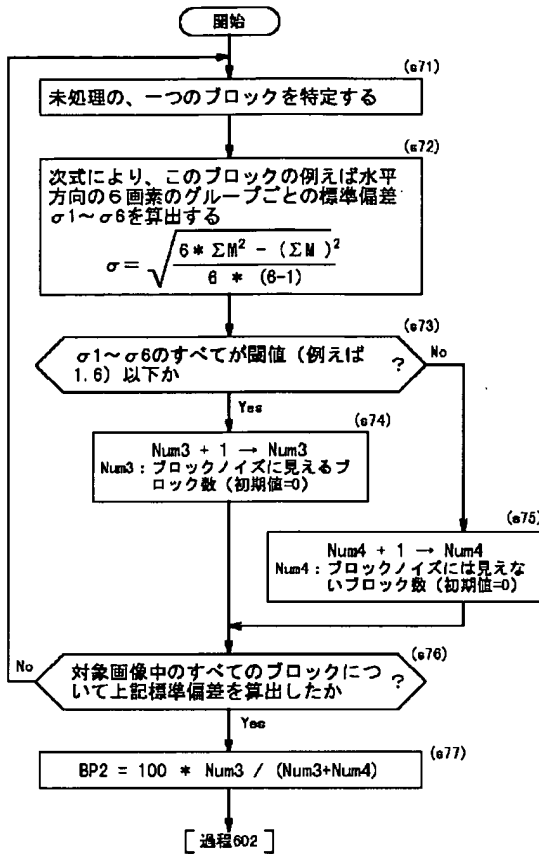 開始
(s71)
未処理の、一つのブロックを特定する
(s72)
次式により、このブロックの例えば水平
方向の6画素のグループごとの標準偏差
σ1~σ6を算出する
σ= √((6* ΣM² - (ΣM )²) / (6 * (6-1)))
(s73)
σ1~σ6のすべてが閾値(例えば
1.6)以下か
?
No
Yes
(s74)
Num3 + 1 → Num3
Num3:ブロックノイズに見えるブ
ロック数(初期値=0)
(s75)
Num4 + 1 → Num4
Num4:ブロックノイズには見えな
いブロック数(初期値=0)
(s76)
No
対象画像中のすべてのブロックにつ
いて上記標準偏差を算出したか
?
Yes
(s77)
BP2 = 100 * Num3 / (Num3+Num4)
[ 過程602 ]